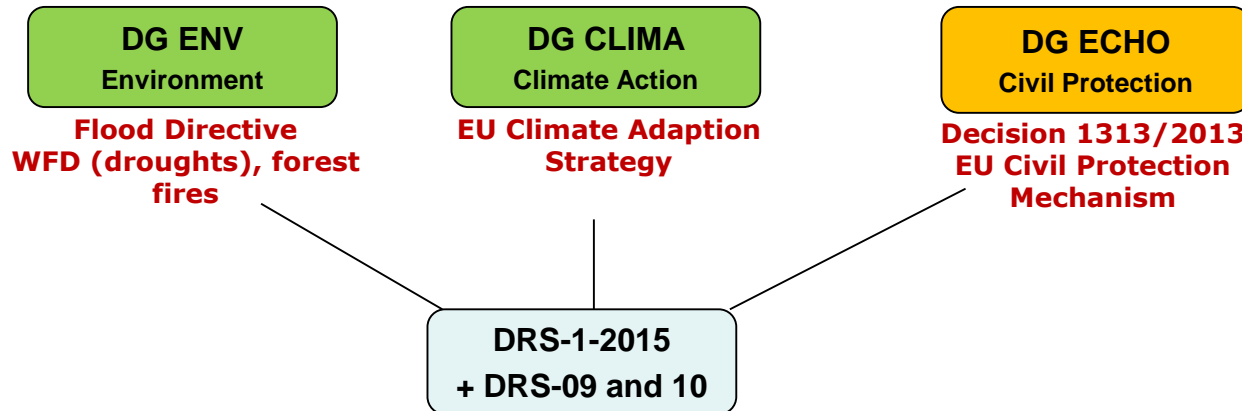 DG ENV
Environment
Flood Directive
WFD (droughts), forest
fires
DG CLIMA
Climate Action
EU Climate Adaption
Strategy
DG ECHO
Civil Protection
Decision 1313/2013
EU Civil Protection
Mechanism
DRS-1-2015
+ DRS-09 and 10